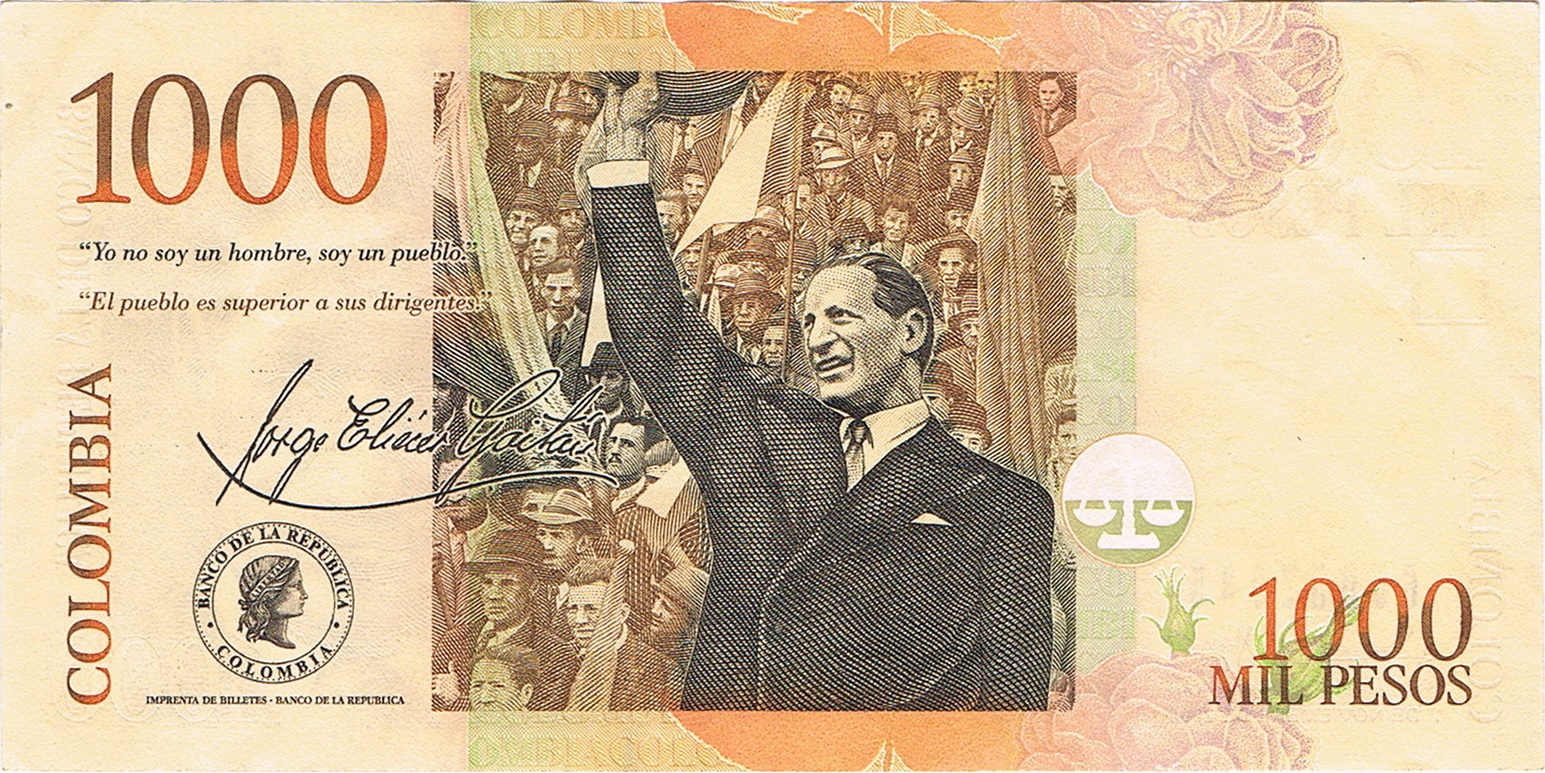 1000
“Yo no soy un hombre, soy un pueblo.”
“El pueblo es superior a sus dirigentes.”
Jorge Eliécer Gaitán
COLOMBIA
BANCO DE LA REPUBLICA
COLOMBIA
IMPRENTA DE BILLETES - BANCO DE LA REPUBLICA
1000
MIL PESOS